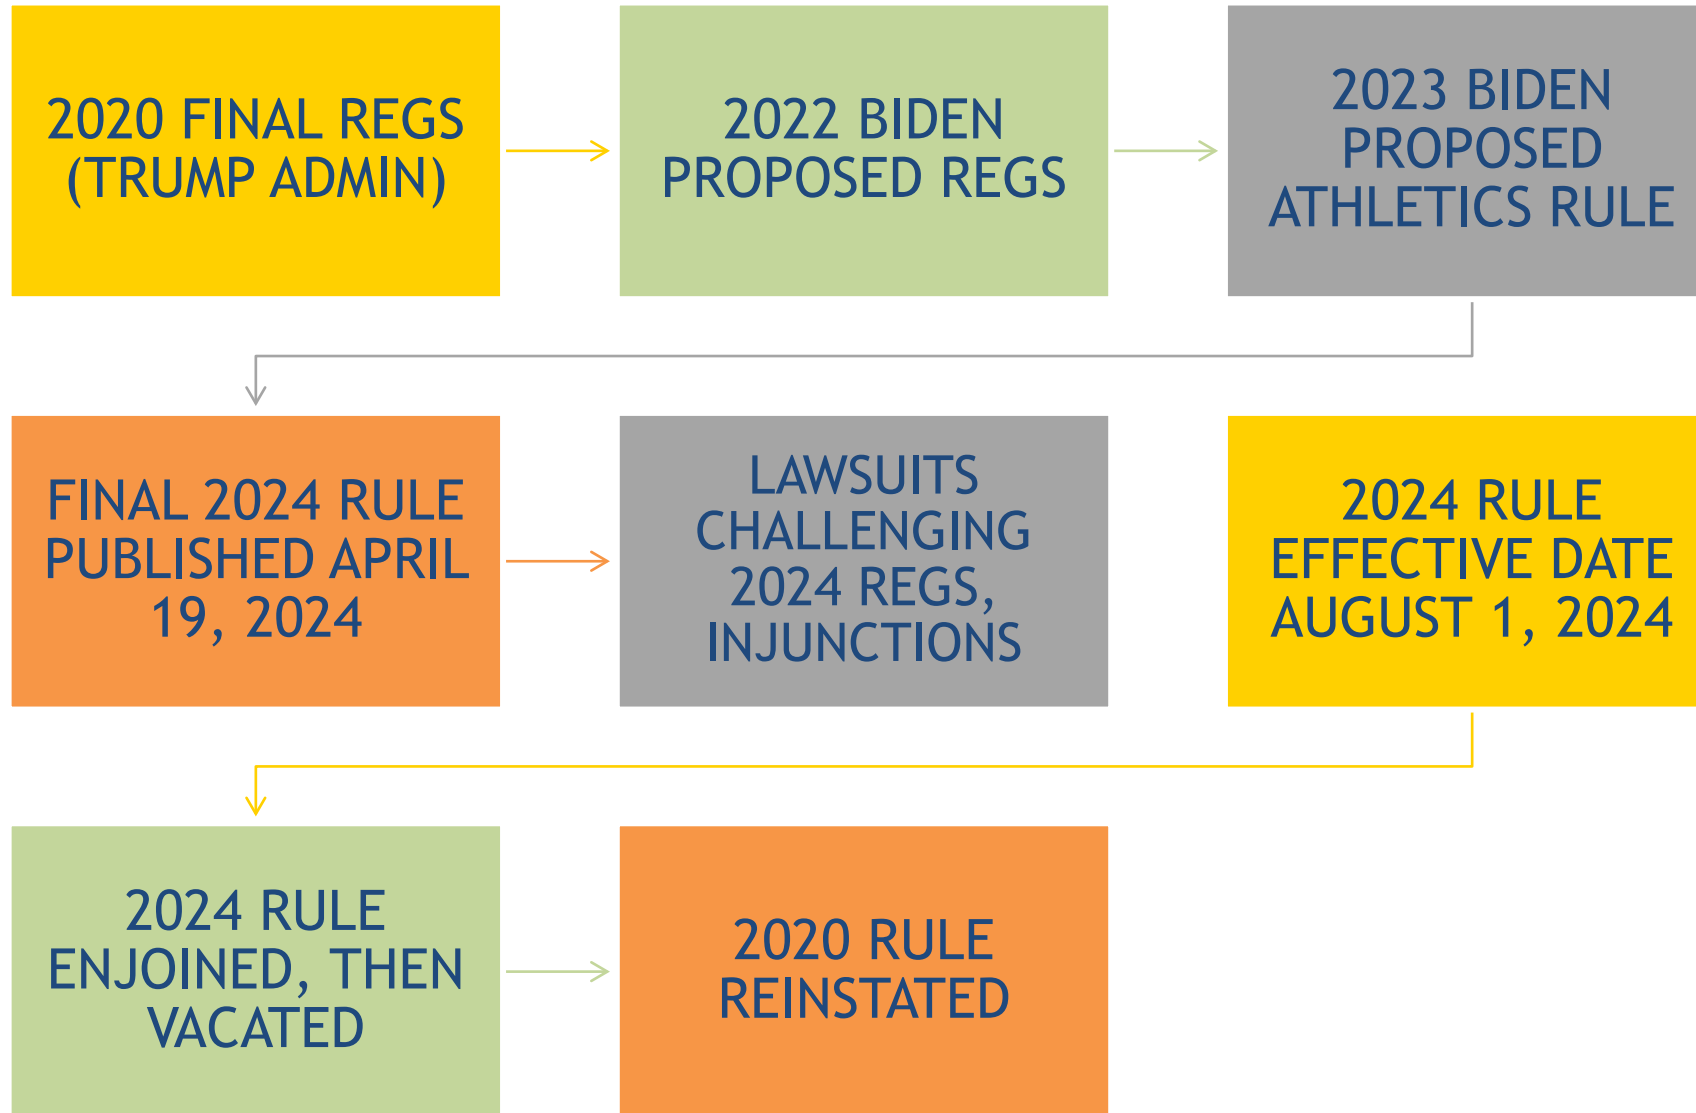 2020 FINAL REGS
(TRUMP ADMIN)
2022 BIDEN
PROPOSED REGS
2023 BIDEN
PROPOSED
ATHLETICS RULE
FINAL 2024 RULE
PUBLISHED APRIL
19, 2024
LAWSUITS
CHALLENGING
2024 REGS,
INJUNCTIONS
2024 RULE
EFFECTIVE DATE
AUGUST 1, 2024
2024 RULE
ENJOINED, THEN
VACATED
2020 RULE
REINSTATED